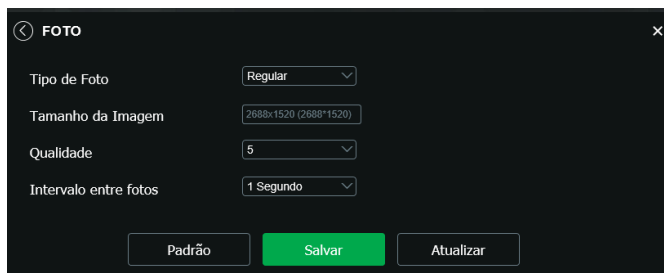 FOTO
Tipo de Foto Regular
Tamanho da Imagem 2688x1520 (2688*1520)
Qualidade 5
Intervalo entre fotos 1 Segundo
Padrão Salvar Atualizar